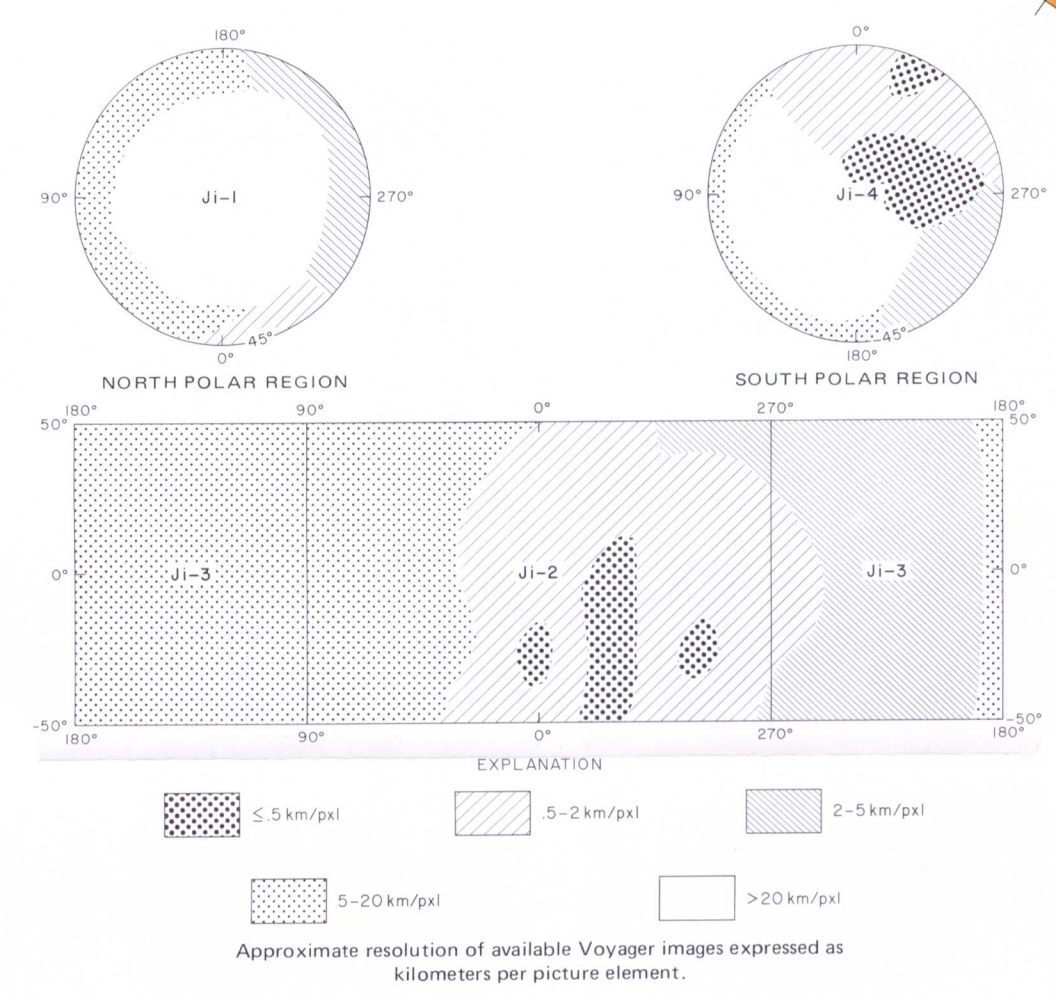 180° 0°
90° Ji-1 270° 90° Ji-4 270°
45° 45°
0° 180°
NORTH POLAR REGION SOUTH POLAR REGION
180° 90° 0° 270° 180°
50° 50°
0° Ji-3 Ji-2 Ji-3 0°
-50° -50°
180° 90° 0° 270° 180°
EXPLANATION
≤.5 km/pxl .5-2 km/pxl 2-5 km/pxl
5-20 km/pxl >20 km/pxl
Approximate resolution of available Voyager images expressed as
kilometers per picture element.